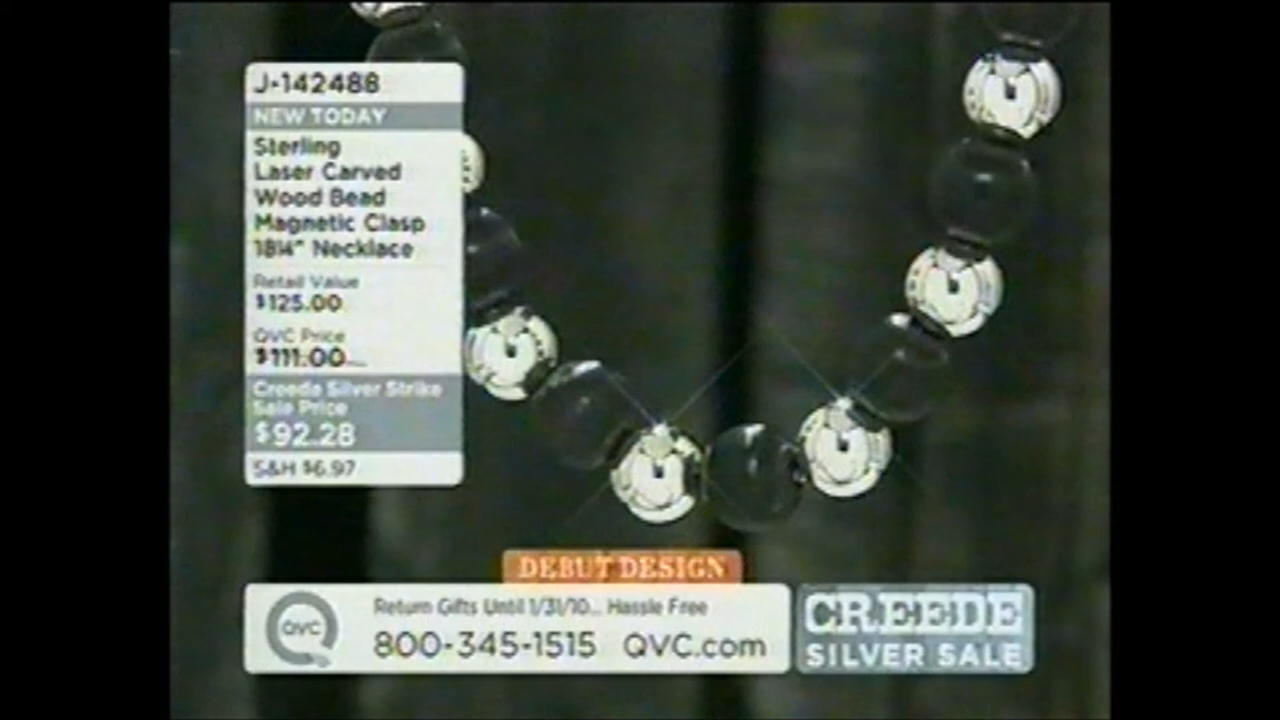 J-142488
NEW TODAY
Sterling
Laser Carved
Wood Bead
Magnetic Clasp
18¼" Necklace
Retail Value
$125.00
QVC Price
$111.00
Creede Silver Strike
Sale Price
$92.28
S&H $6.97
DEBUT DESIGN
QVC
Return Gifts Until 1/31/10... Hassle Free
800-345-1515 QVC.com
CREEDE
SILVER SALE